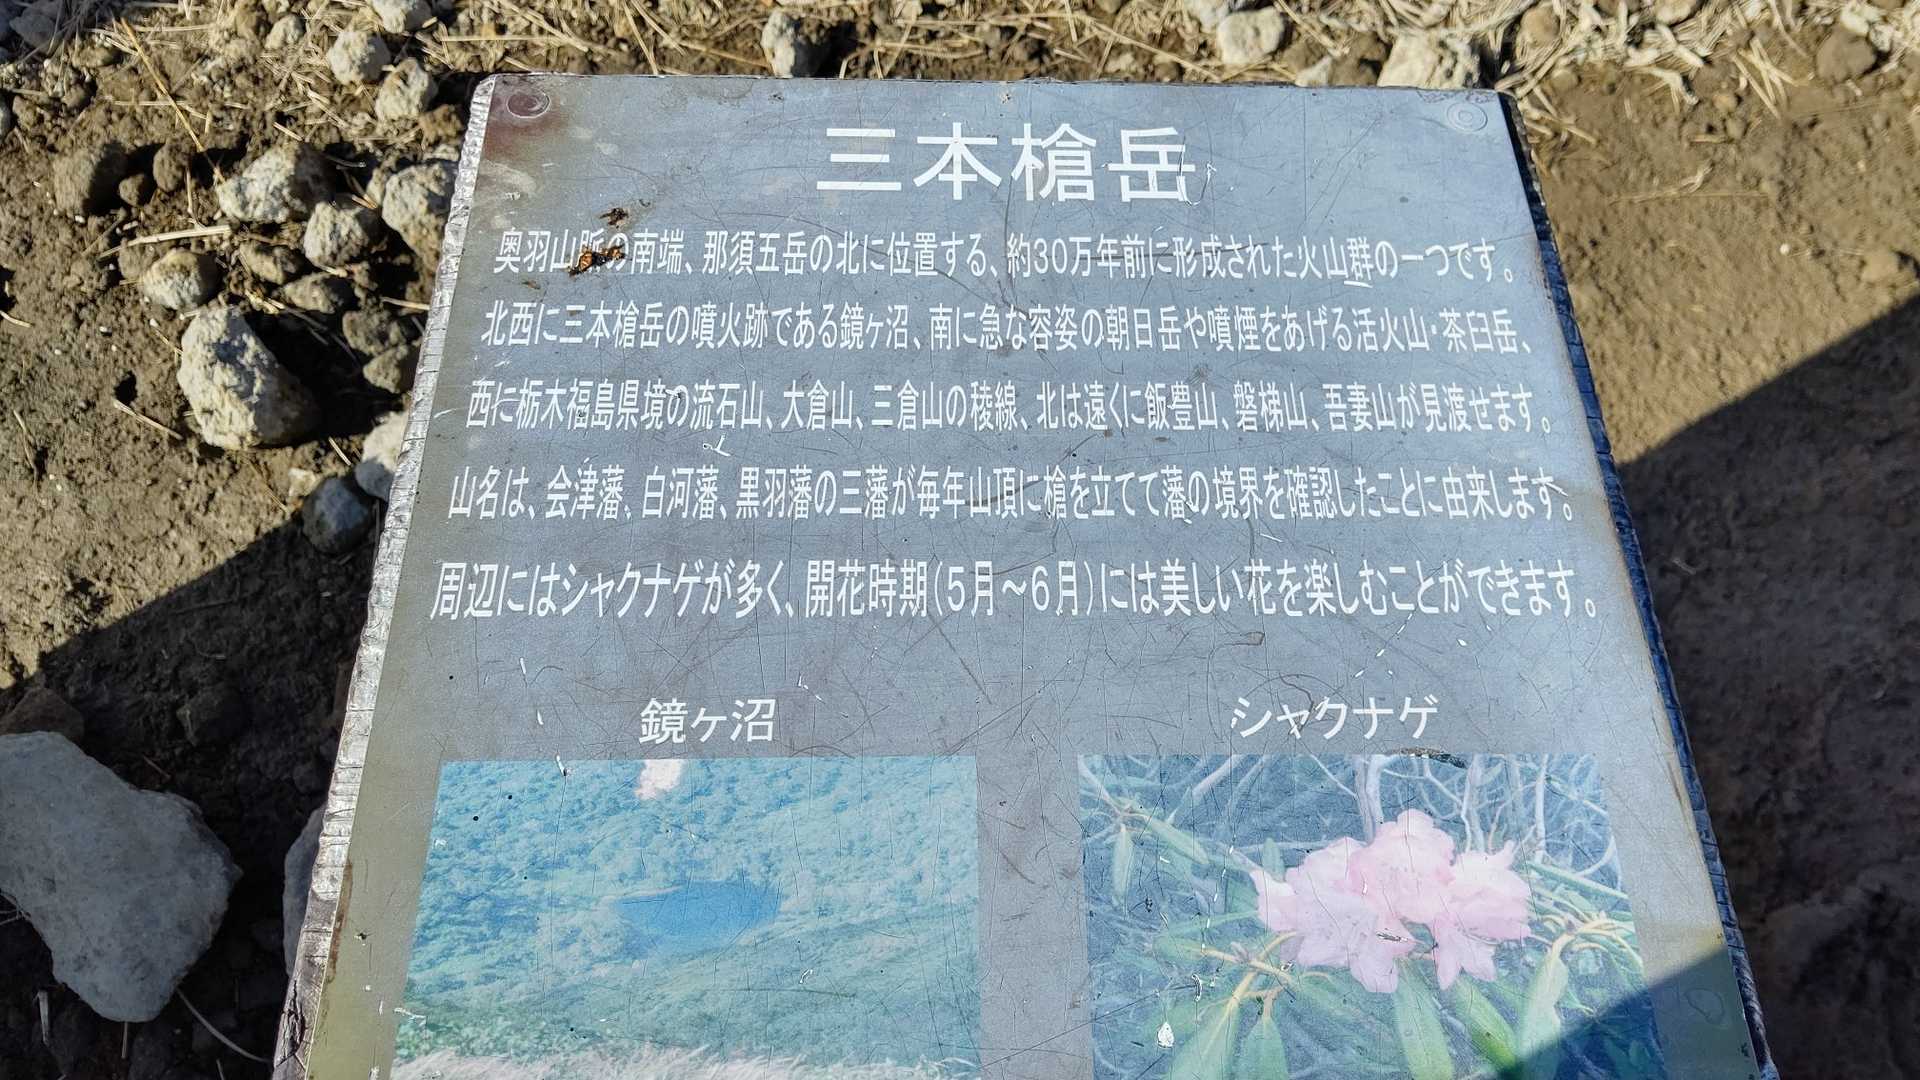 三本槍岳
奥羽山脈の南端、那須五岳の北に位置する、約30万年前に形成された火山群の一つです。
北西に三本槍岳の噴火跡である鏡ヶ沼、南に急な容姿の朝日岳や噴煙をあげる活火山・茶臼岳、
西に栃木福島県境の流石山、大倉山、三倉山の稜線、北は遠くに飯豊山、磐梯山、吾妻山が見渡せます。
山名は、会津藩、白河藩、黒羽藩の三藩が毎年山頂に槍を立てて藩の境界を確認したことに由来します。
周辺にはシャクナゲが多く、開花時期(5月～6月)には美しい花を楽しむことができます。
鏡ヶ沼
シャクナゲ